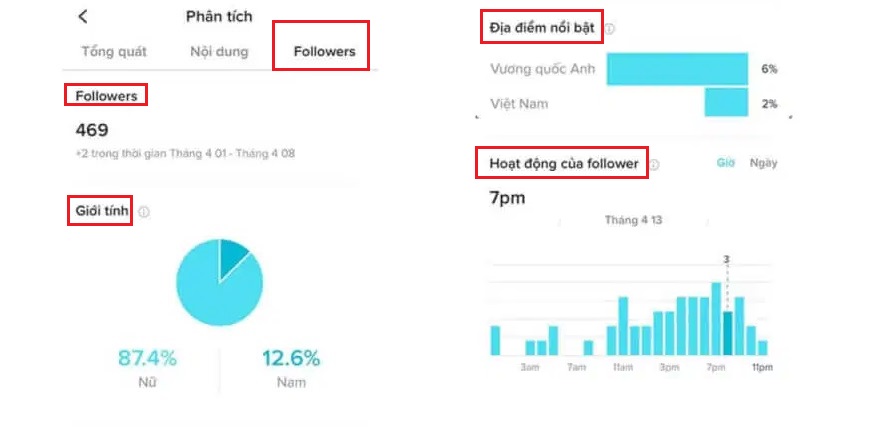 Phân tích
Tổng quát Nội dung Followers
Followers
469
+2 trong thời gian Tháng 4 01 - Tháng 4 08
Giới tính
87.4% 12.6%
Nữ Nam
Địa điểm nổi bật
Vương quốc Anh 6%
Việt Nam 2%
Hoạt động của follower Giờ Ngày
7pm
Tháng 4 13
3
3am 7am 11am 3pm 7pm 11pm